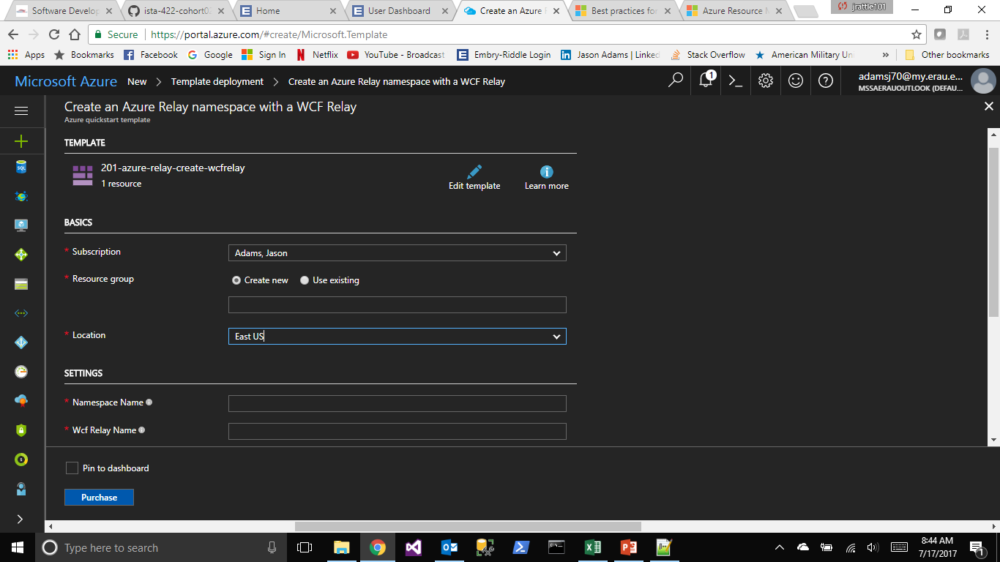 Software Develop
ista-422-cohort02
Home
User Dashboard
Create an Azure R
Best practices for
Azure Resource M
jrattle101
Secure
https://portal.azure.com/#create/Microsoft.Template
Apps
Bookmarks
Facebook
Google
Sign In
Netflix
YouTube - Broadcast
Embry-Riddle Login
Jason Adams | Linked
Stack Overflow
American Military Un
»
Other bookmarks
Microsoft Azure
New
Template deployment
Create an Azure Relay namespace with a WCF Relay
1
adamsj70@my.erau.e...
MSSAERAUOUTLOOK (DEFAU...
Create an Azure Relay namespace with a WCF Relay
Azure quickstart template
TEMPLATE
201-azure-relay-create-wcfrelay
1 resource
Edit template
Learn more
BASICS
* Subscription
Adams, Jason
* Resource group
Create new
Use existing
* Location
East US
SETTINGS
* Namespace Name
* Wcf Relay Name
Pin to dashboard
Purchase
SQL
Type here to search
8:44 AM
7/17/2017
1